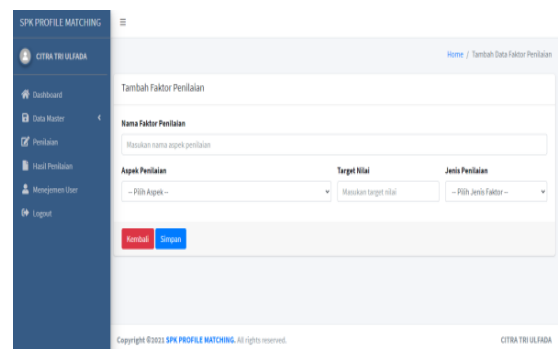 SPK PROFILE MATCHING
CITRA TRI ULFADA
Dashboard
Data Master
Penilaian
Hasil Penilaian
Menejemen User
Logout
Home / Tambah Data Faktor Penilaian
Tambah Faktor Penilaian
Nama Faktor Penilaian
Masukan nama aspek penilaian
Aspek Penilaian Target Nilai Jenis Penilaian
-- Pilih Aspek -- Masukan target nilai -- Pilih Jenis Faktor --
Kembali Simpan
Copyright ©2021 SPK PROFILE MATCHING. All rights reserved. CITRA TRI ULFADA